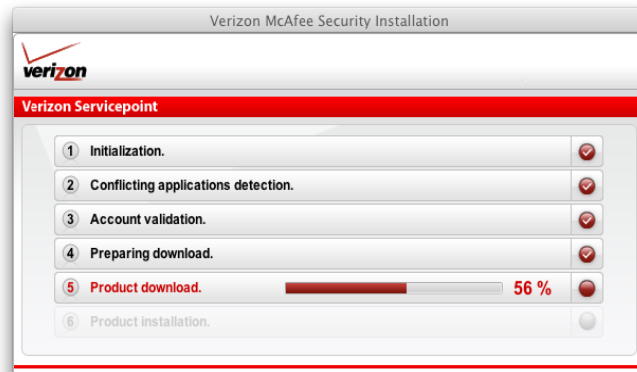 Verizon McAfee Security Installation
verizon
Verizon Servicepoint
1 Initialization.
2 Conflicting applications detection.
3 Account validation.
4 Preparing download.
5 Product download. 56 %
6 Product installation.